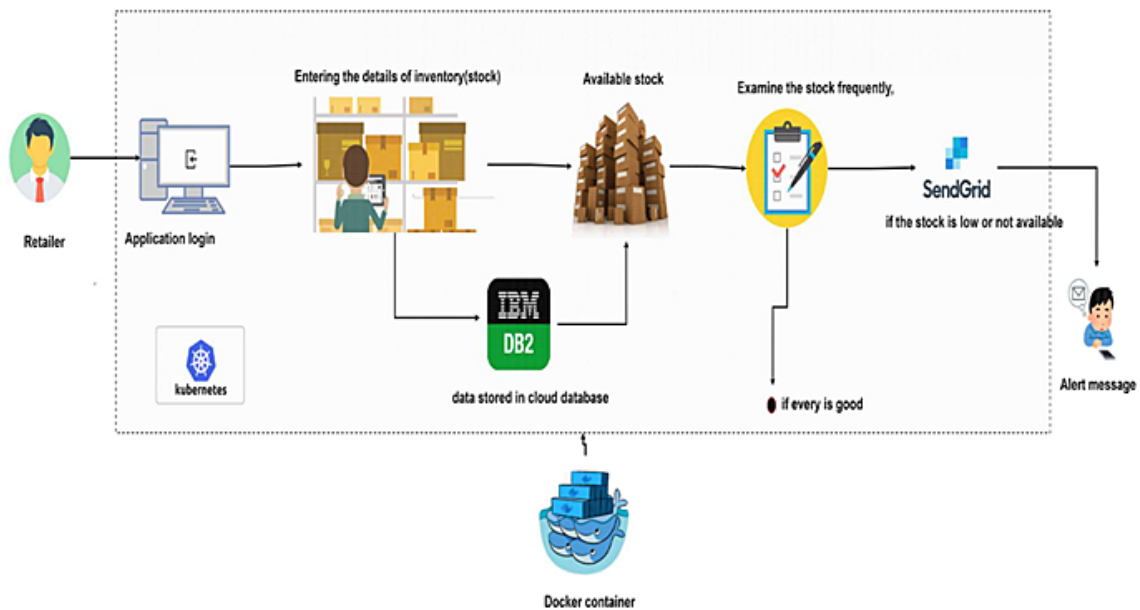 Entering the details of inventory(stock)
Available stock
Examine the stock frequently,
Retailer
Application login
SendGrid
if the stock is low or not available
IBM
DB2
data stored in cloud database
kubernetes
if every is good
Alert message
Docker container